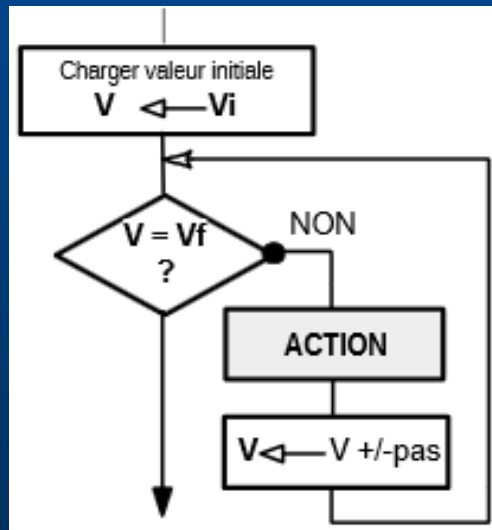 Charger valeur initiale
V Vi
V = Vf
?
NON
ACTION
V V +/-pas